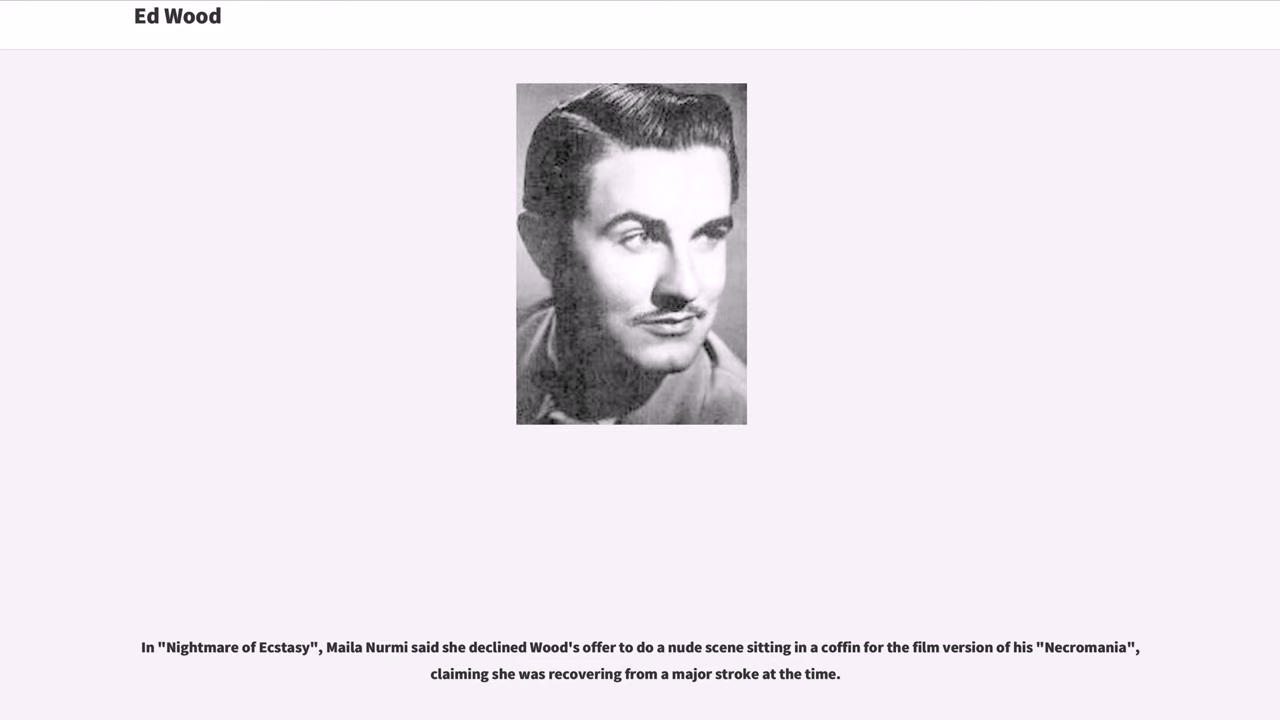 Ed Wood
In "Nightmare of Ecstasy", Maila Nurmi said she declined Wood's offer to do a nude scene sitting in a coffin for the film version of his "Necromania",
claiming she was recovering from a major stroke at the time.